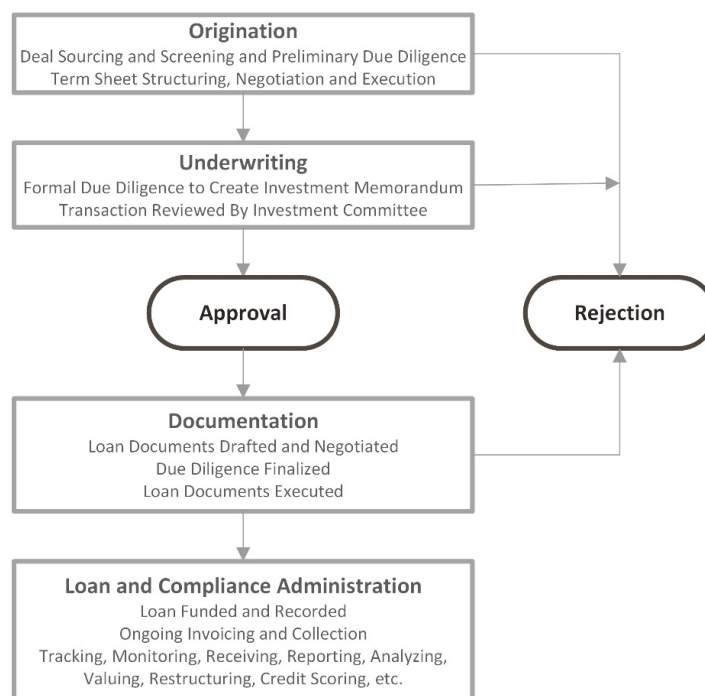 Origination
Deal Sourcing and Screening and Preliminary Due Diligence
Term Sheet Structuring, Negotiation and Execution
Underwriting
Formal Due Diligence to Create Investment Memorandum
Transaction Reviewed By Investment Committee
Approval
Rejection
Documentation
Loan Documents Drafted and Negotiated
Due Diligence Finalized
Loan Documents Executed
Loan and Compliance Administration
Loan Funded and Recorded
Ongoing Invoicing and Collection
Tracking, Monitoring, Receiving, Reporting, Analyzing,
Valuing, Restructuring, Credit Scoring, etc.